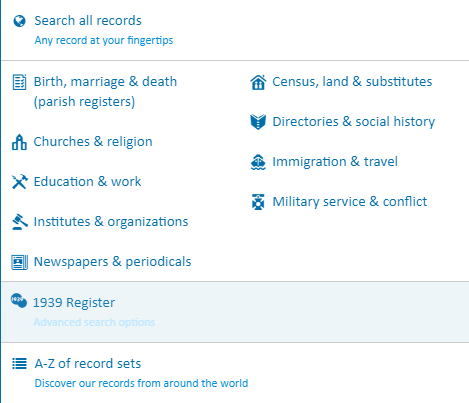 Search all records
Any record at your fingertips
Birth, marriage & death
(parish registers)
Churches & religion
Education & work
Institutes & organizations
Newspapers & periodicals
Census, land & substitutes
Directories & social history
Immigration & travel
Military service & conflict
1939 1939 Register
Advanced search options
A-Z of record sets
Discover our records from around the world